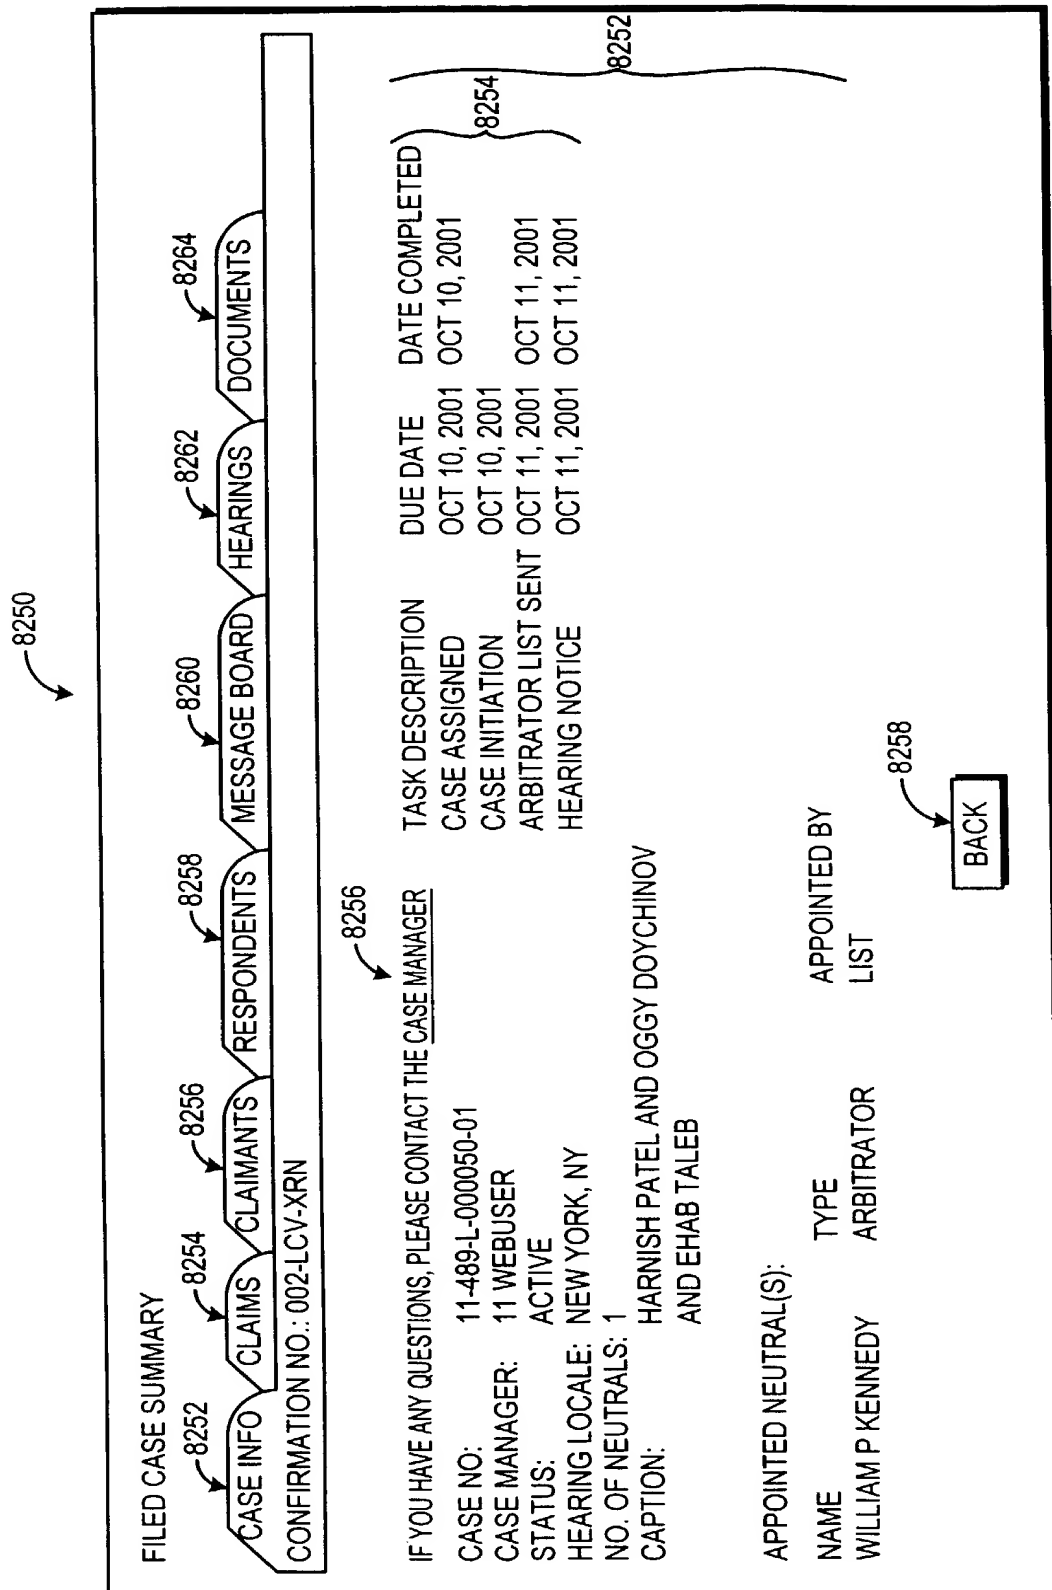 8250
FILED CASE SUMMARY
8252
8254
8256
8258
8260
8262
8264
CASE INFO
CLAIMS
CLAIMANTS
RESPONDENTS
MESSAGE BOARD
HEARINGS
DOCUMENTS
CONFIRMATION NO.: 002-LCV-XRN
8256
IF YOU HAVE ANY QUESTIONS, PLEASE CONTACT THE CASE MANAGER
CASE NO: 11-489-L-000050-01
CASE MANAGER: 11 WEBUSER
STATUS: ACTIVE
HEARING LOCALE: NEW YORK, NY
NO. OF NEUTRALS: 1
CAPTION: HARNISH PATEL AND OGGY DOYCHINOV
AND EHAB TALEB
TASK DESCRIPTION DUE DATE DATE COMPLETED
CASE ASSIGNED OCT 10, 2001 OCT 10, 2001
CASE INITIATION OCT 10, 2001
ARBITRATOR LIST SENT OCT 11, 2001 OCT 11, 2001
HEARING NOTICE OCT 11, 2001 OCT 11, 2001
8254
8252
APPOINTED NEUTRAL(S):
NAME TYPE APPOINTED BY
WILLIAM P KENNEDY ARBITRATOR LIST
8258
BACK